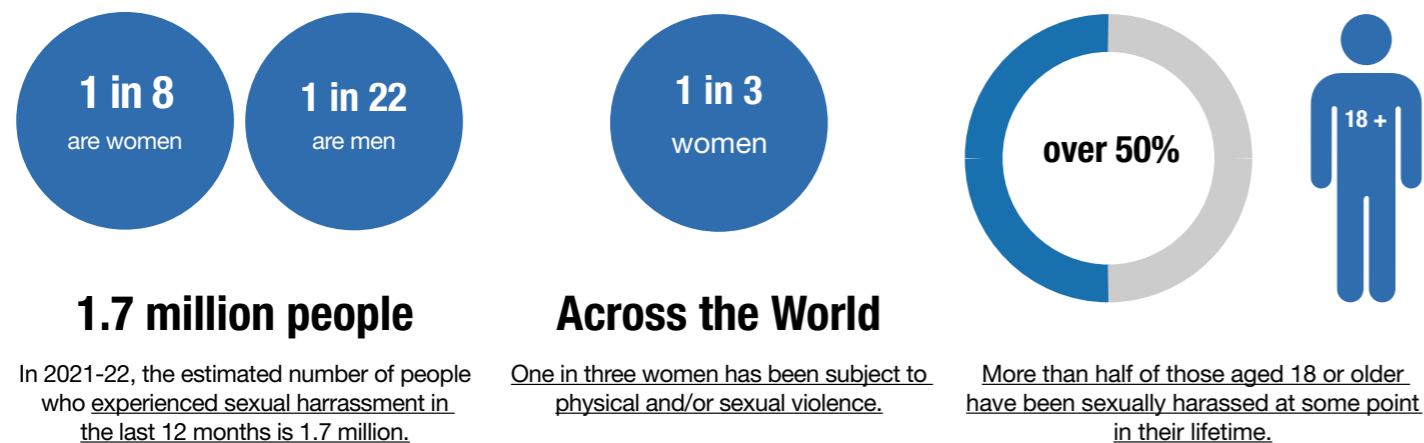 1 in 8
are women
1 in 22
are men
1.7 million people
In 2021-22, the estimated number of people
who experienced sexual harrassment in
the last 12 months is 1.7 million.
1 in 3
women
Across the World
One in three women has been subject to
physical and/or sexual violence.
over 50%
18 +
More than half of those aged 18 or older
have been sexually harassed at some point
in their lifetime.